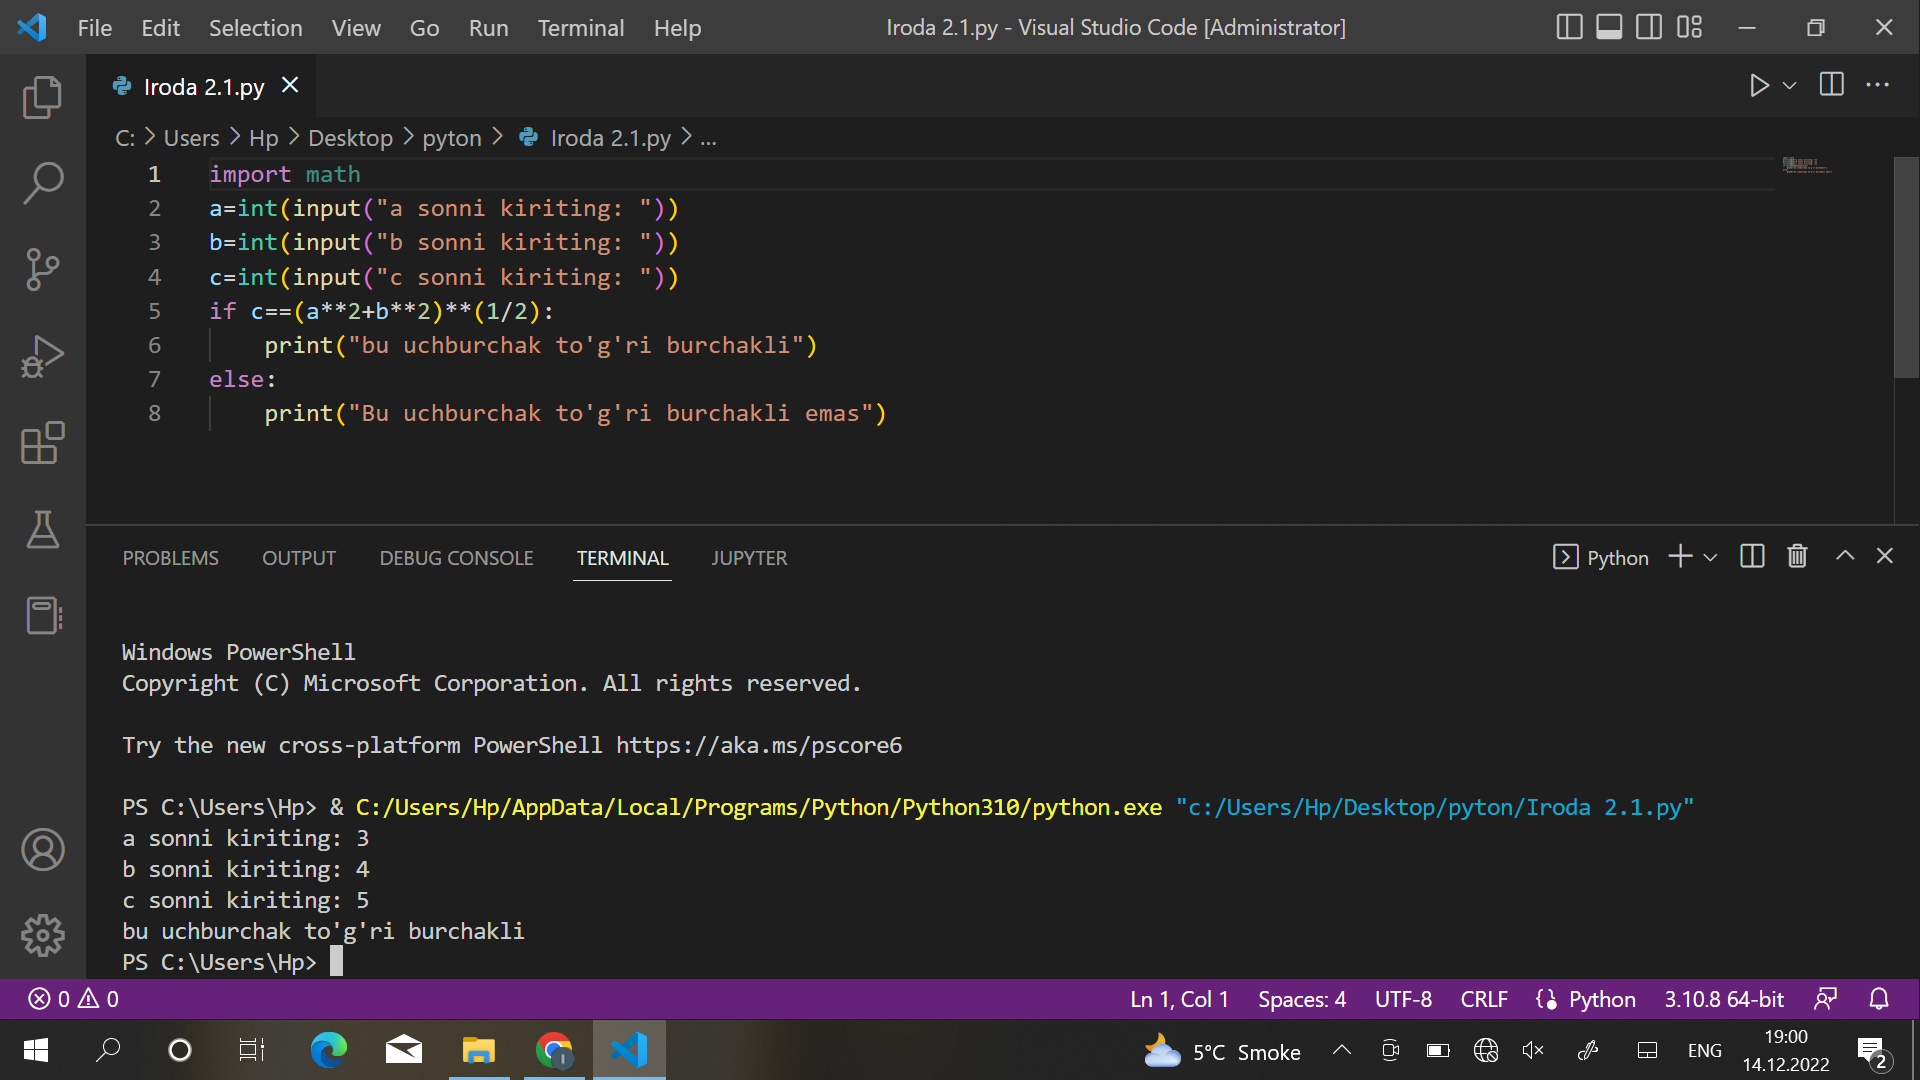 File Edit Selection View Go Run Terminal Help
Iroda 2.1.py - Visual Studio Code [Administrator]
Iroda 2.1.py
C: > Users > Hp > Desktop > pyton > Iroda 2.1.py > ...
1 import math
2 a=int(input("a sonni kiriting: "))
3 b=int(input("b sonni kiriting: "))
4 c=int(input("c sonni kiriting: "))
5 if c==(a**2+b**2)**(1/2):
6     print("bu uchburchak to'g'ri burchakli")
7 else:
8     print("Bu uchburchak to'g'ri burchakli emas")
PROBLEMS OUTPUT DEBUG CONSOLE TERMINAL JUPYTER
Python
Windows PowerShell
Copyright (C) Microsoft Corporation. All rights reserved.
Try the new cross-platform PowerShell https://aka.ms/pscore6
PS C:\Users\Hp> & C:/Users/Hp/AppData/Local/Programs/Python/Python310/python.exe "c:/Users/Hp/Desktop/pyton/Iroda 2.1.py"
a sonni kiriting: 3
b sonni kiriting: 4
c sonni kiriting: 5
bu uchburchak to'g'ri burchakli
PS C:\Users\Hp>
0 0
Ln 1, Col 1 Spaces: 4 UTF-8 CRLF Python 3.10.8 64-bit
5°C Smoke
ENG
19:00
14.12.2022
2